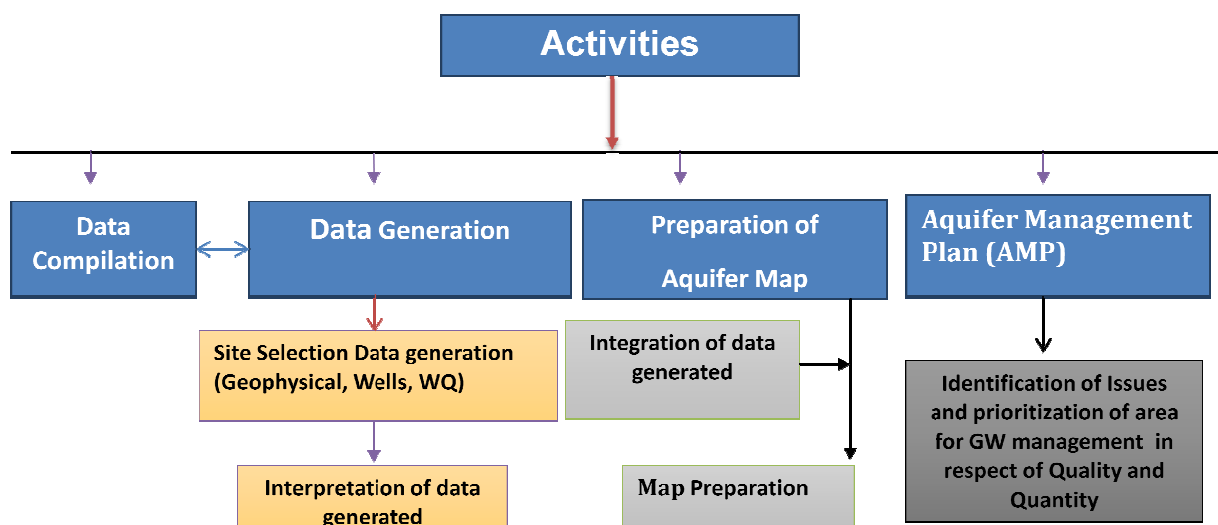 Activities
Data
Compilation
Data Generation
Preparation of
Aquifer Map
Aquifer Management
Plan (AMP)
Site Selection Data generation
(Geophysical, Wells, WQ)
Integration of data
generated
Identification of Issues
and prioritization of area
for GW management in
respect of Quality and
Quantity
Interpretation of data
generated
Map Preparation